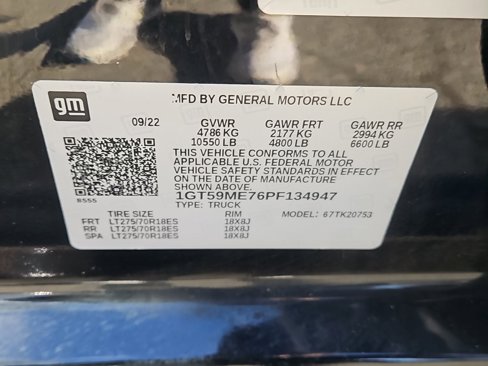 gm
MFD BY GENERAL MOTORS LLC
09/22 GVWR GAWR FRT GAWR RR
4786 KG 2177 KG 2994 KG
10550 LB 4800 LB 6600 LB
THIS VEHICLE CONFORMS TO ALL
APPLICABLE U.S. FEDERAL MOTOR
VEHICLE SAFETY STANDARDS IN EFFECT
ON THE DATE OF MANUFACTURE
SHOWN ABOVE.
1GT59ME76PF134947
B555
TYPE: TRUCK
TIRE SIZE RIM MODEL: 67TK20753
FRT LT275/70R18ES 18X8J
RR LT275/70R18ES 18X8J
SPA LT275/70R18ES 18X8J